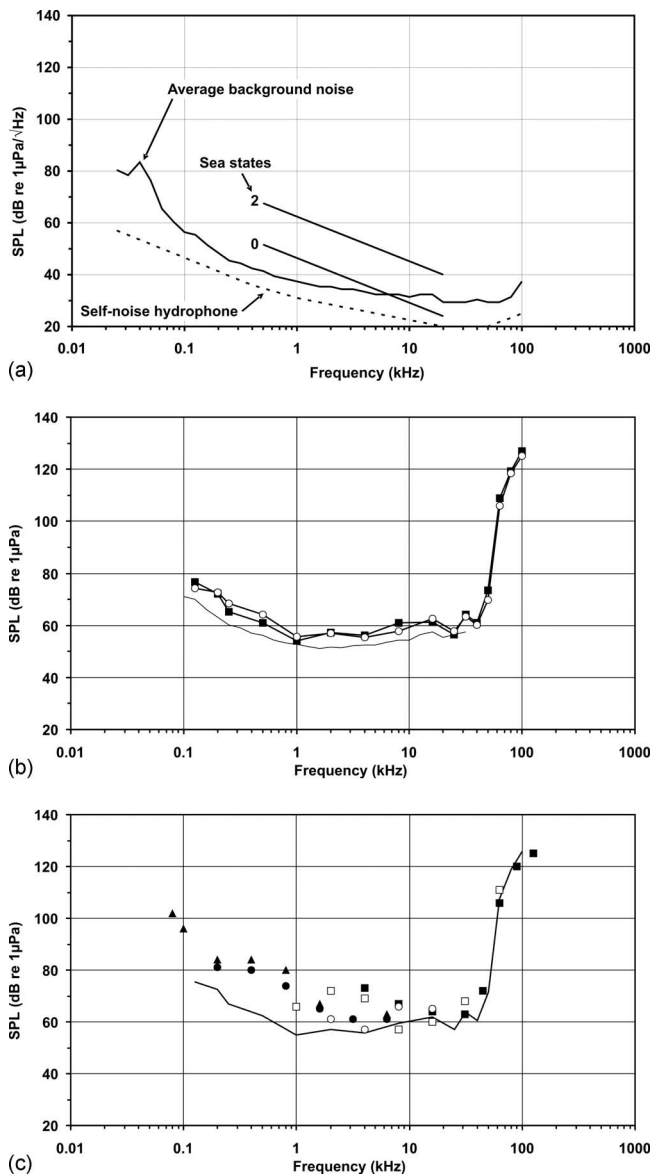 140
120
100
80
60
40
20
SPL (dB re 1µPa/√Hz)
Average background noise
Sea states
2
0
Self-noise hydrophone
0.01 0.1 1 10 100 1000
Frequency (kHz)
(a)
140
120
100
80
60
40
20
SPL (dB re 1µPa)
0.01 0.1 1 10 100 1000
Frequency (kHz)
(b)
140
120
100
80
60
40
20
SPL (dB re 1µPa)
0.01 0.1 1 10 100 1000
Frequency (kHz)
(c)